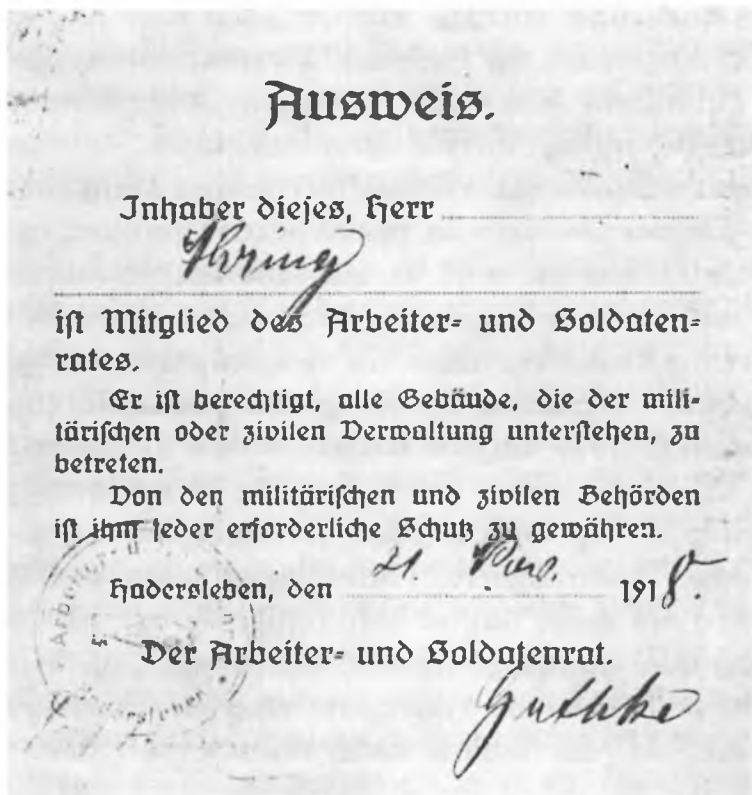 Ausweis.
Inhaber dieses, Herr
Ihring
ist Mitglied des Arbeiter- und Soldaten-
rates.
Er ist berechtigt, alle Gebäude, die der mili-
tärischen oder zivilen Verwaltung unterstehen, zu
betreten.
Von den militärischen und zivilen Behörden
ist ihm jeder erforderliche Schutz zu gewähren.
Hadersleben, den 21. Nov. 1918.
Der Arbeiter- und Soldatenrat.
Guthke